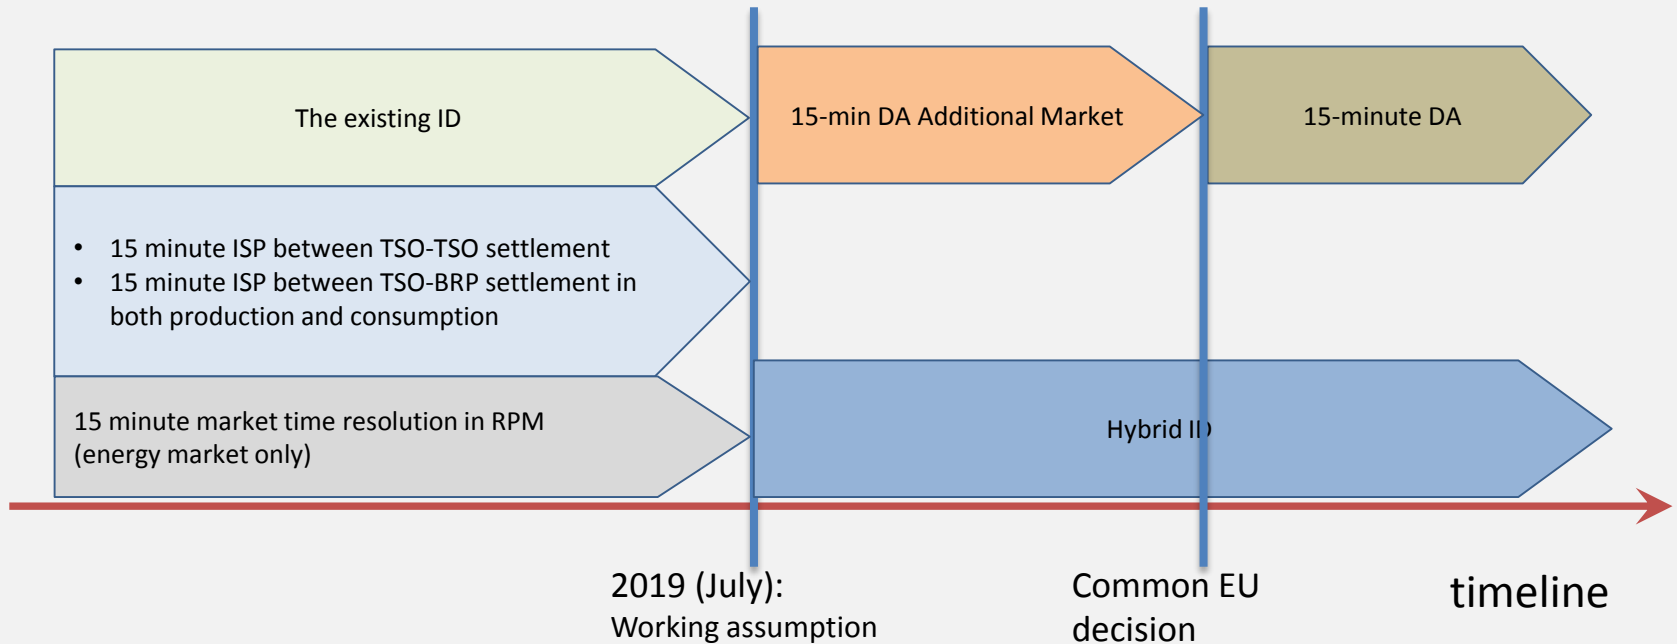 The existing ID
15-min DA Additional Market
15-minute DA
• 15 minute ISP between TSO-TSO settlement
• 15 minute ISP between TSO-BRP settlement in
both production and consumption
15 minute market time resolution in RPM
(energy market only)
Hybrid ID
2019 (July):
Working assumption
Common EU
decision
timeline